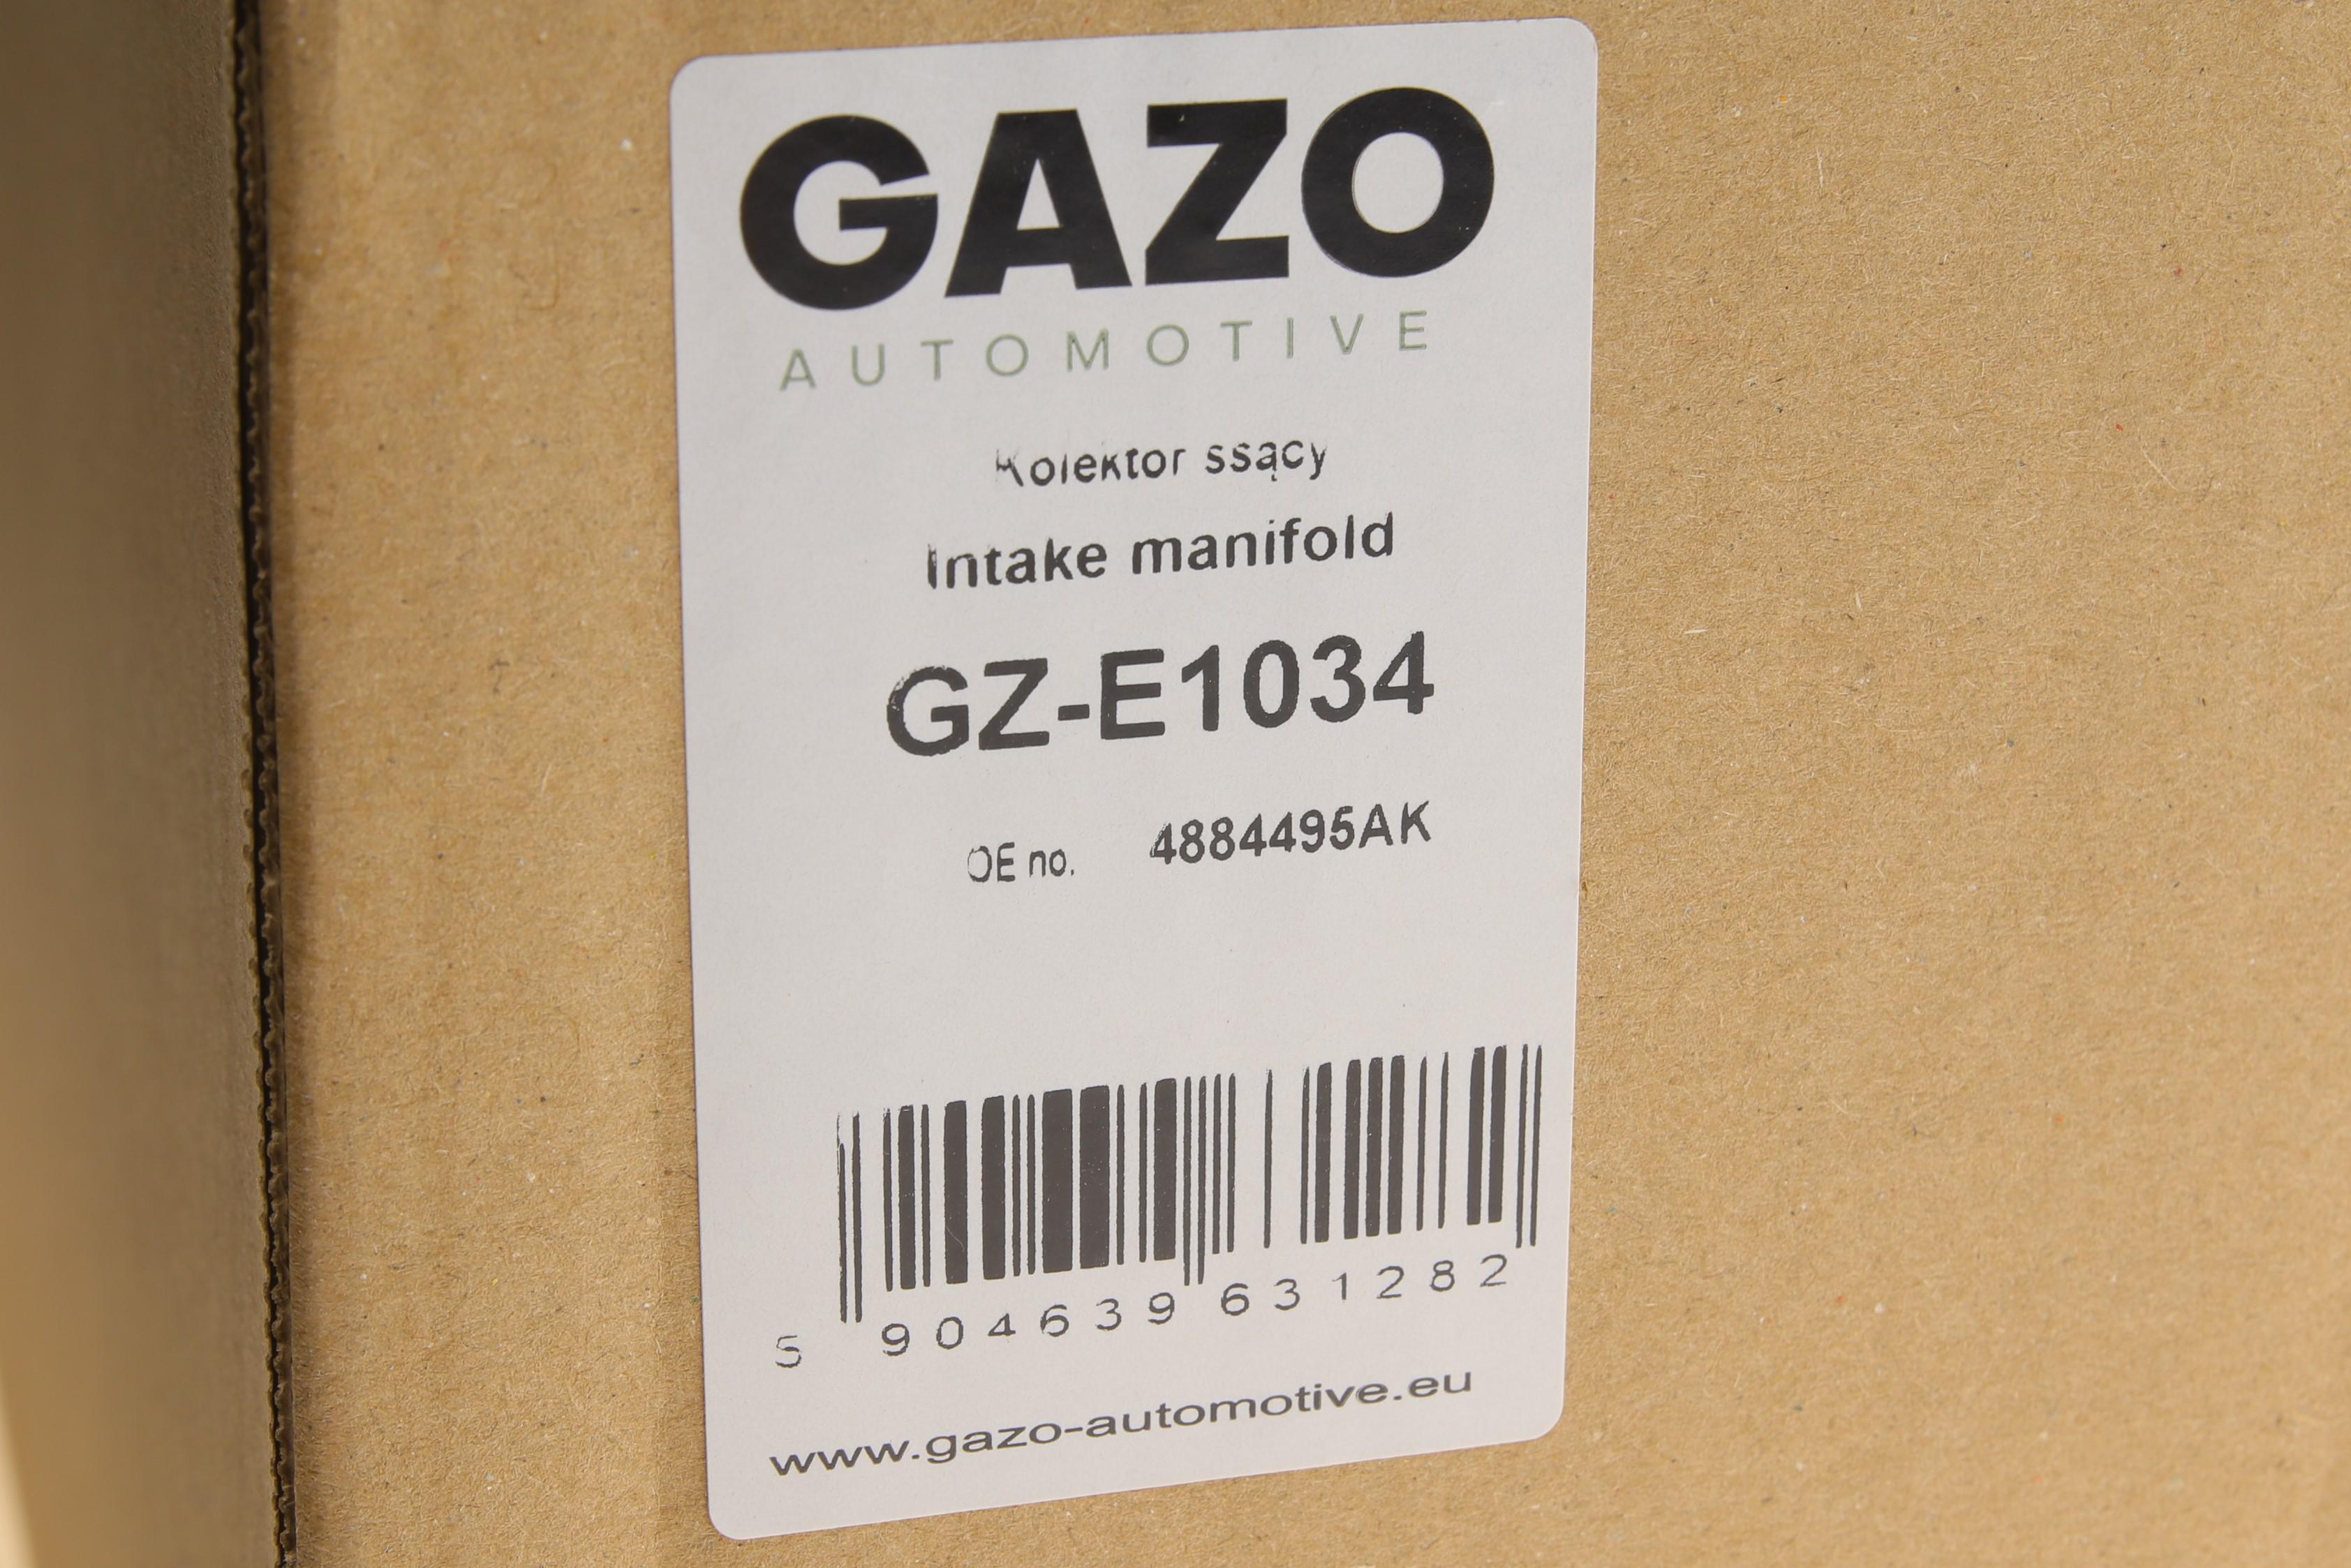 GAZO
AUTOMOTIVE
Kolektor ssący
Intake manifold
GZ-E1034
OE no. 4884495AK
5 904639 631282
www.gazo-automotive.eu